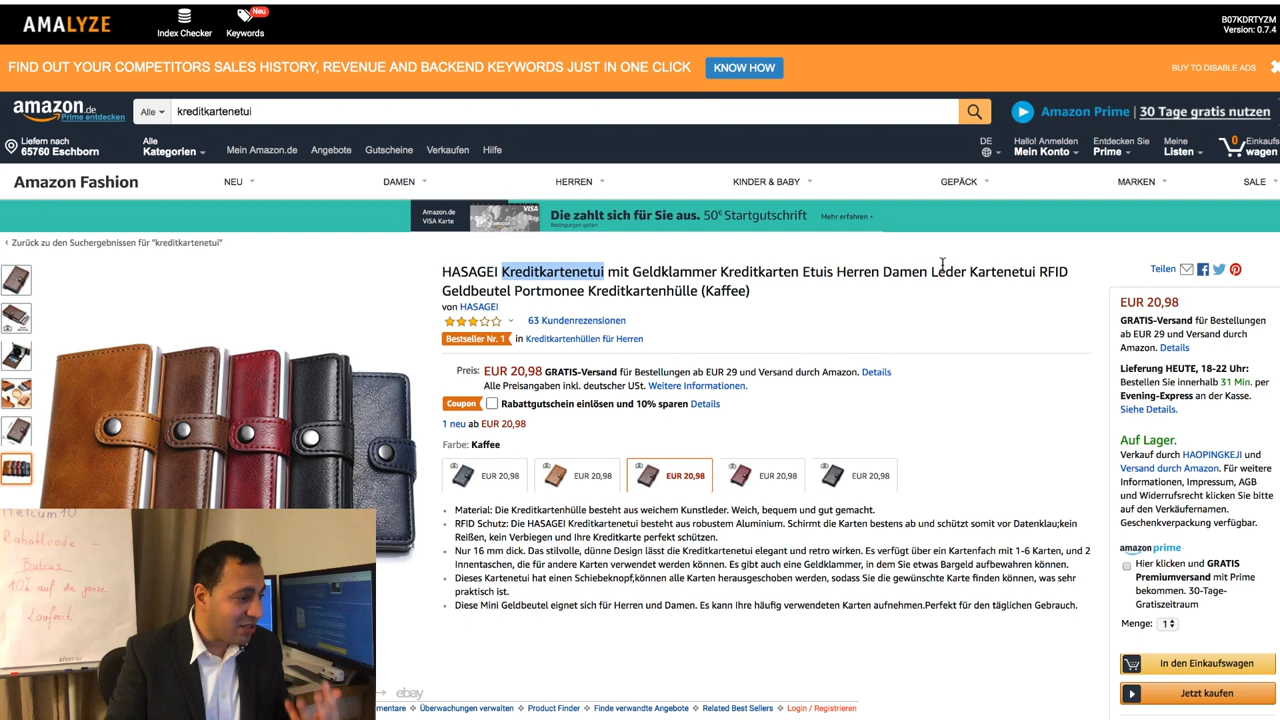 AMALYZE
Index Checker
Neu
Keywords
B07KDRTYZM
Version: 0.7.4
FIND OUT YOUR COMPETITORS SALES HISTORY, REVENUE AND BACKEND KEYWORDS JUST IN ONE CLICK
KNOW HOW
BUY TO DISABLE ADS
amazon.de
Prime entdecken
Alle
kreditkartenetui
Amazon Prime | 30 Tage gratis nutzen
Liefern nach
65760 Eschborn
Alle
Kategorien
Mein Amazon.de
Angebote
Gutscheine
Verkaufen
Hilfe
DE
Hallo! Anmelden
Mein Konto
Entdecken Sie
Prime
Meine
Listen
0
Einkaufs
wagen
Amazon Fashion
NEU
DAMEN
HERREN
KINDER & BABY
GEPÄCK
MARKEN
SALE
Amazon.de
VISA Karte
VISA
Die zahlt sich für Sie aus. 50€ Startgutschrift
Mehr erfahren
‹ Zurück zu den Suchergebnissen für "kreditkartenetui"
HASAGEI Kreditkartenetui mit Geldklammer Kreditkarten Etuis Herren Damen Leder Kartenetui RFID
Geldbeutel Portmonee Kreditkartenhülle (Kaffee)
von HASAGEI
63 Kundenrezensionen
Bestseller Nr. 1 in Kreditkartenhüllen für Herren
Preis: EUR 20,98 GRATIS-Versand für Bestellungen ab EUR 29 und Versand durch Amazon. Details
Alle Preisangaben inkl. deutscher USt. Weitere Informationen.
Coupon Rabattgutschein einlösen und 10% sparen Details
1 neu ab EUR 20,98
Farbe: Kaffee
EUR 20,98
EUR 20,98
EUR 20,98
EUR 20,98
EUR 20,98
• Material: Die Kreditkartenhülle besteht aus weichem Kunstleder. Weich, bequem und gut gemacht.
• RFID Schutz: Die HASAGEI Kreditkartenetui besteht aus robustem Aluminium. Schirmt die Karten bestens ab und schützt somit vor Datenklau;kein
Reißen, kein Verbiegen und Ihre Kreditkarte perfekt schützen.
• Nur 16 mm dick. Das stilvolle, dünne Design lässt die Kreditkartenetui elegant und retro wirken. Es verfügt über ein Kartenfach mit 1-6 Karten, und 2
Innentaschen, die für andere Karten verwendet werden können. Es gibt auch eine Geldklammer, in dem Sie etwas Bargeld aufbewahren können.
• Dieses Kartenetui hat einen Schiebeknopf,können alle Karten herausgeschoben werden, sodass Sie die gewünschte Karte finden können, was sehr
praktisch ist.
• Diese Mini Geldbeutel eignet sich für Herren und Damen. Es kann Ihre häufig verwendeten Karten aufnehmen.Perfekt für den täglichen Gebrauch.
Teilen
EUR 20,98
GRATIS-Versand für Bestellungen
ab EUR 29 und Versand durch
Amazon. Details
Lieferung HEUTE, 18-22 Uhr:
Bestellen Sie innerhalb 31 Min. per
Evening-Express an der Kasse.
Siehe Details.
Auf Lager.
Verkauf durch HAOPINGKEJI und
Versand durch Amazon. Für weitere
Informationen, Impressum, AGB
und Widerrufsrecht klicken Sie bitte
auf den Verkäufernamen.
Geschenkverpackung verfügbar.
amazon prime
Hier klicken und GRATIS
Premiumversand mit Prime
bekommen. 30-Tage-
Gratiszeitraum
Menge: 1
In den Einkaufswagen
Jetzt kaufen
Helium 10
Rabattcode –
10% auf die ganze
Laufzeit
ebay
mentare
Überwachungen verwalten
Product Finder
Finde verwandte Angebote
Related Best Sellers
Login / Registrieren